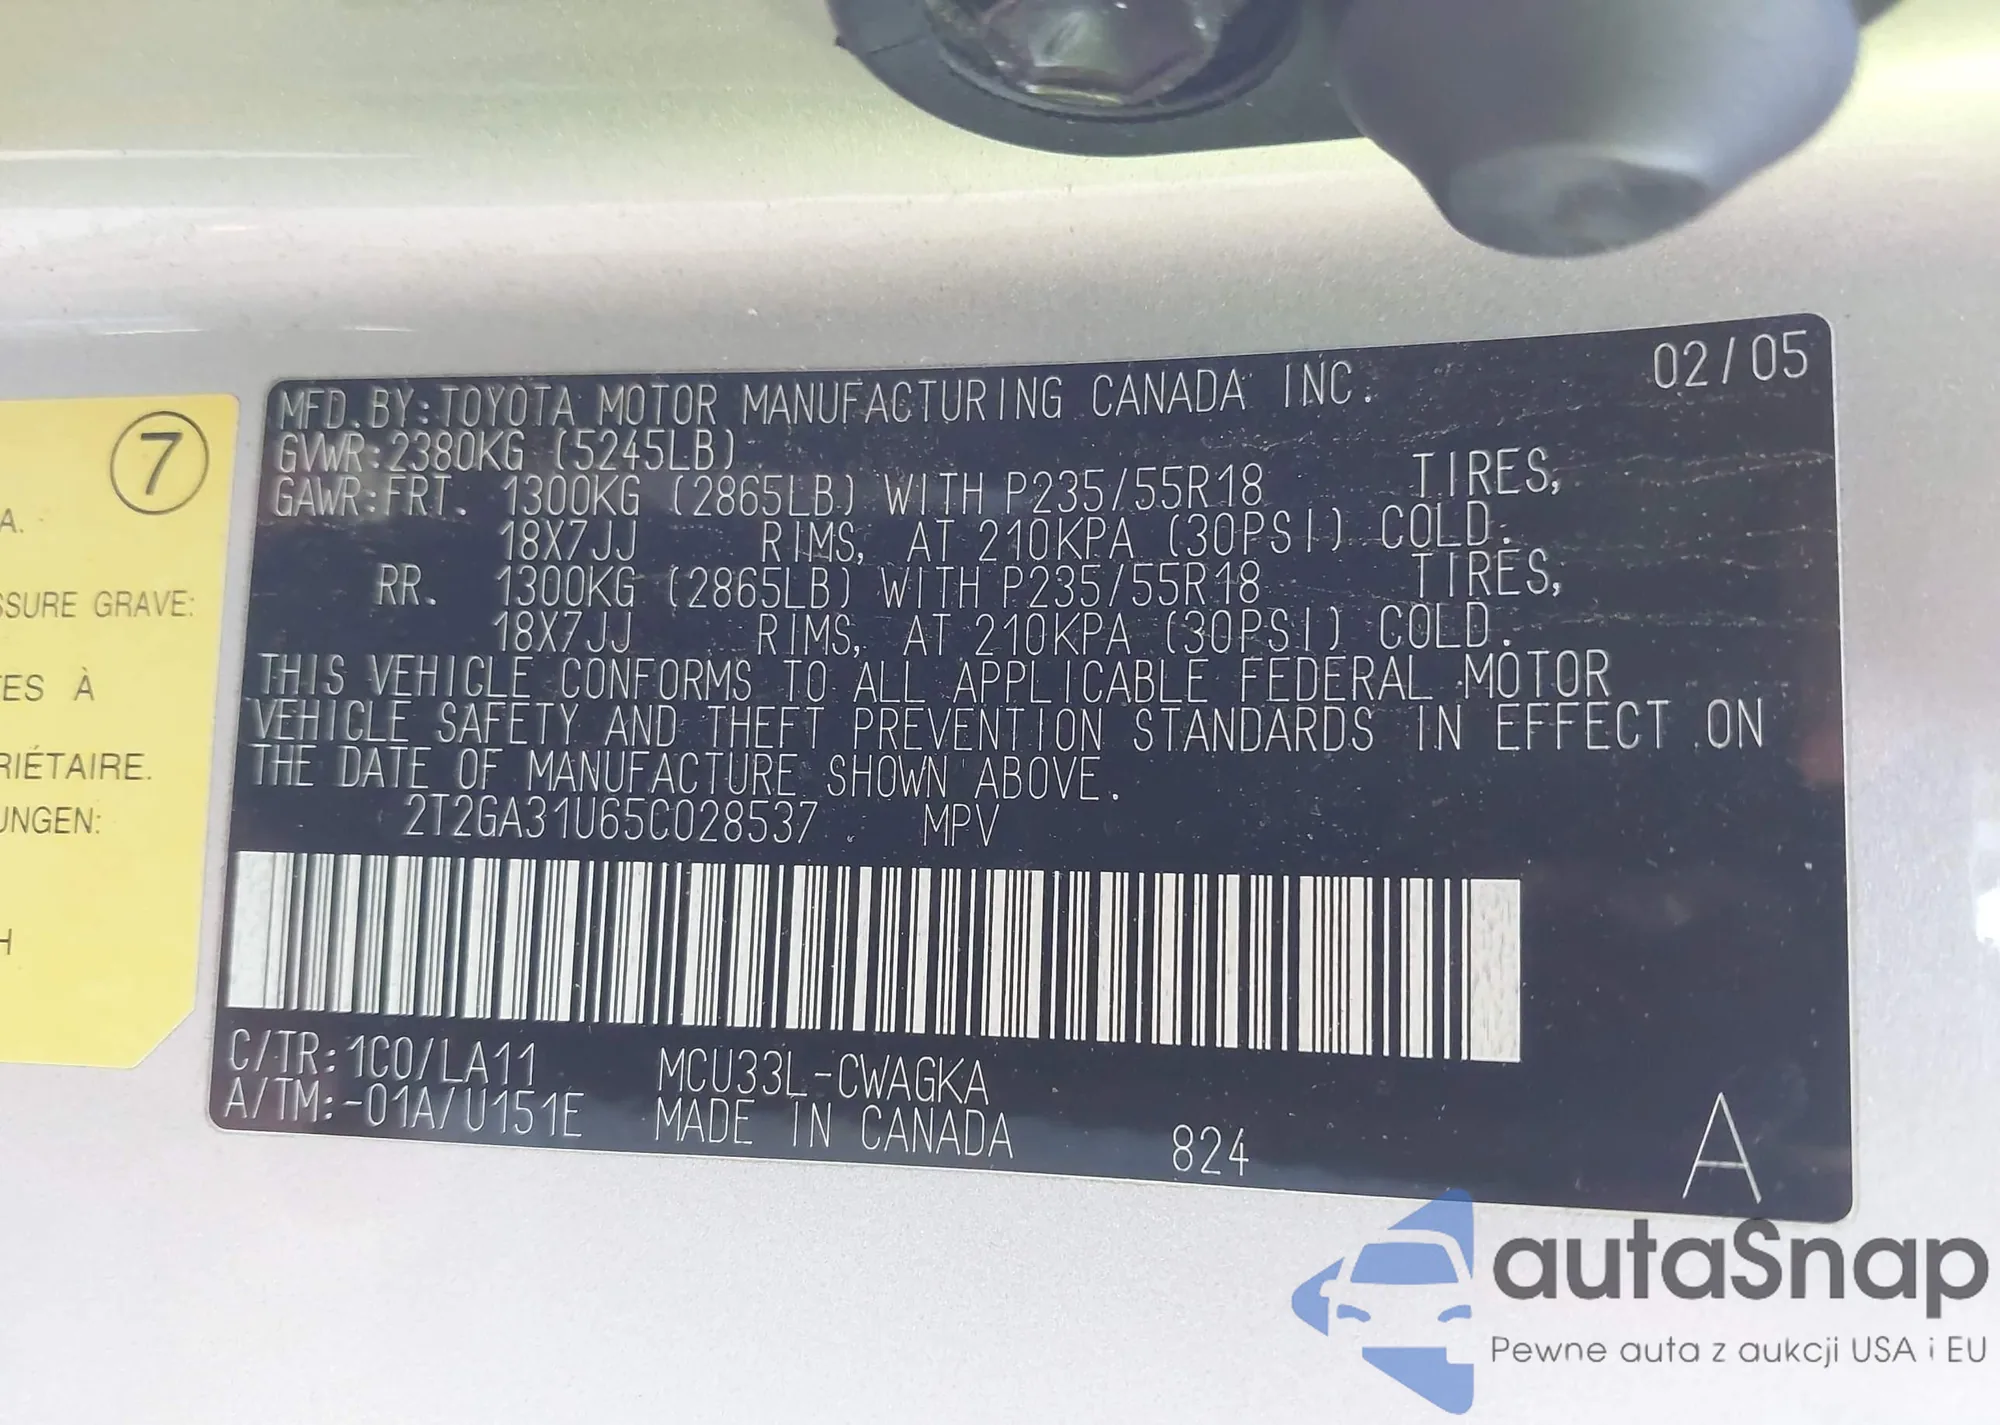 7
A.
SSURE GRAVE:
ES À
RIÉTAIRE.
UNGEN:
H
MFD.BY:TOYOTA MOTOR MANUFACTURING CANADA INC. 02/05
GVWR:2380KG (5245LB)
GAWR:FRT. 1300KG (2865LB) WITH P235/55R18 TIRES,
18X7JJ RIMS, AT 210KPA (30PSI) COLD.
RR. 1300KG (2865LB) WITH P235/55R18 TIRES,
18X7JJ RIMS, AT 210KPA (30PSI) COLD.
THIS VEHICLE CONFORMS TO ALL APPLICABLE FEDERAL MOTOR
VEHICLE SAFETY AND THEFT PREVENTION STANDARDS IN EFFECT ON
THE DATE OF MANUFACTURE SHOWN ABOVE.
2T2GA31U65C028537 MPV
C/TR:1C0/LA11 MCU33L-CWAGKA
A/TM:-01A/U151E MADE IN CANADA 824 A
autaSnap
Pewne auta z aukcji USA i EU